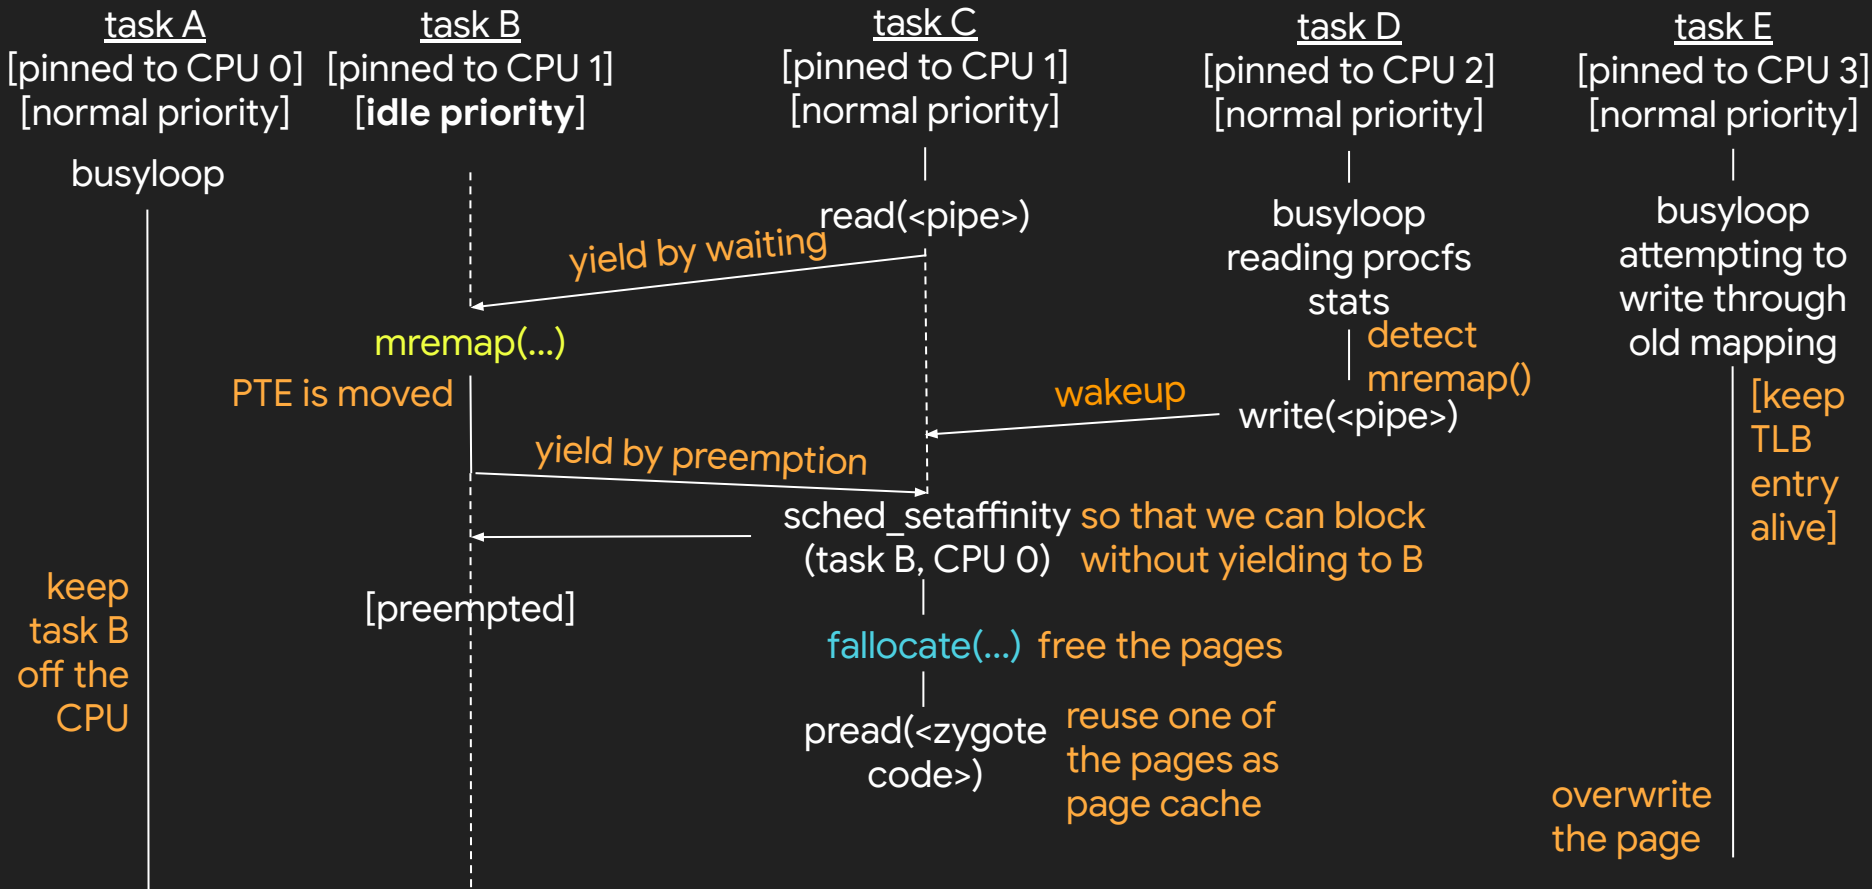 task A
[pinned to CPU 0]
[normal priority]
busyloop
keep
task B
off the
CPU
task B
[pinned to CPU 1]
[idle priority]
mremap(...)
PTE is moved
[preempted]
task C
[pinned to CPU 1]
[normal priority]
read(<pipe>)
yield by waiting
wakeup
yield by preemption
sched_setaffinity
(task B, CPU 0)
so that we can block
without yielding to B
fallocate(...)
free the pages
pread(<zygote
code>)
reuse one of
the pages as
page cache
task D
[pinned to CPU 2]
[normal priority]
busyloop
reading procfs
stats
detect
mremap()
write(<pipe>)
task E
[pinned to CPU 3]
[normal priority]
busyloop
attempting to
write through
old mapping
[keep
TLB
entry
alive]
overwrite
the page